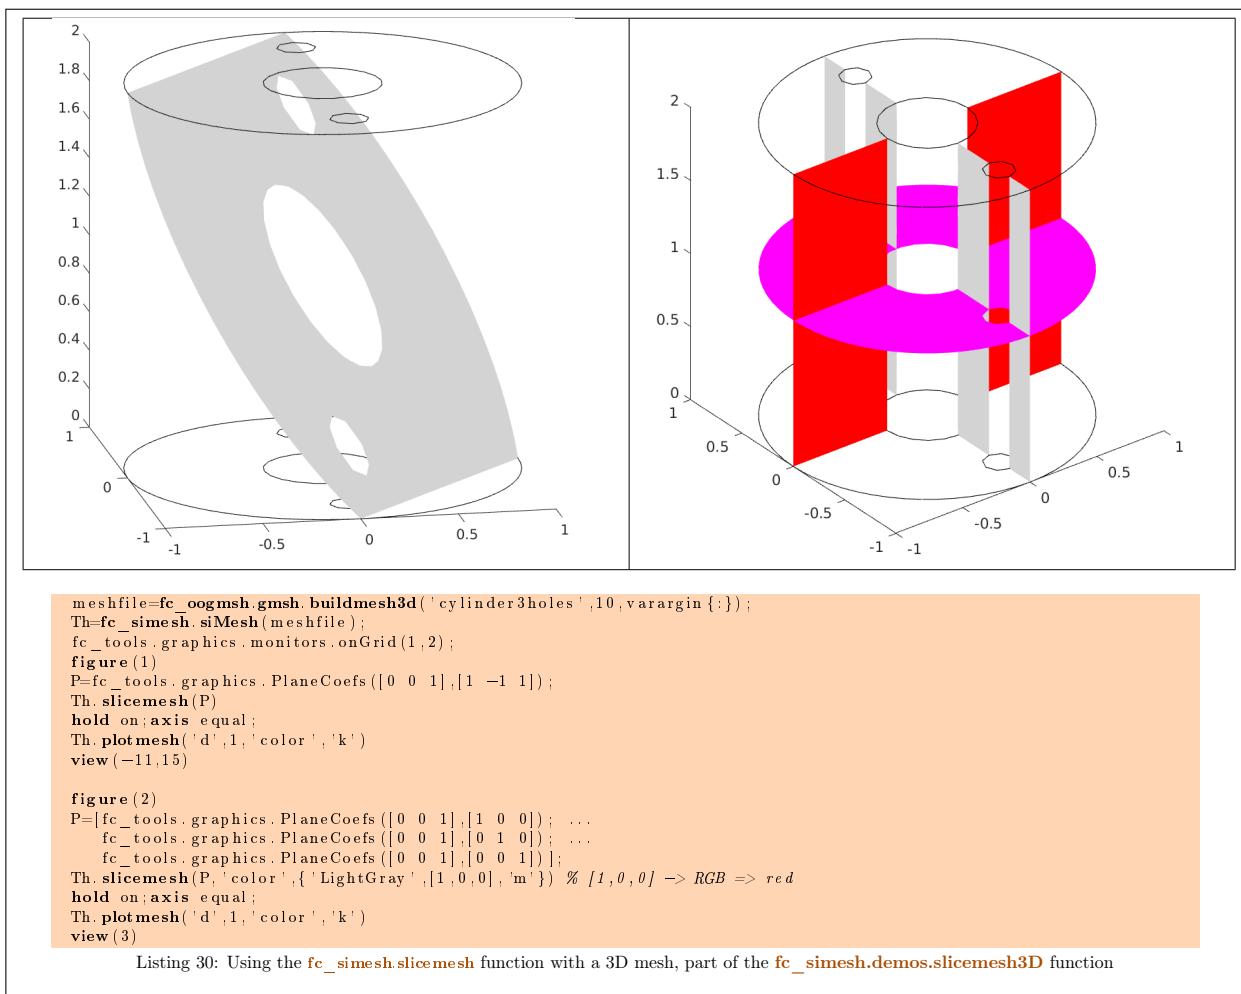 2
1.8
1.6
1.4
1.2
1
0.8
0.6
0.4
0.2
0
1
0
-1
-1
-0.5
0
0.5
1
2
1.5
1
0.5
0
1
0.5
0
-0.5
-1
-1
-0.5
0
0.5
1
meshfile=fc_oogmsh.gmsh.buildmesh3d('cylinder3holes',10,varargin{:});
Th=fc_simesh.siMesh(meshfile);
fc_tools.graphics.monitors.onGrid(1,2);
figure(1)
P=fc_tools.graphics.PlaneCoefs([0 0 1],[1 −1 1]);
Th.slicemesh(P)
hold on;axis equal;
Th.plotmesh('d',1,'color','k')
view(−11,15)
figure(2)
P=[fc_tools.graphics.PlaneCoefs([0 0 1],[1 0 0]); ...
fc_tools.graphics.PlaneCoefs([0 0 1],[0 1 0]); ...
fc_tools.graphics.PlaneCoefs([0 0 1],[0 0 1])];
Th.slicemesh(P,'color',{'LightGray',[1,0,0],'m'}) % [1,0,0] −> RGB => red
hold on;axis equal;
Th.plotmesh('d',1,'color','k')
view(3)
Listing 30: Using the fc_simesh.slicemesh function with a 3D mesh, part of the fc_simesh.demos.slicemesh3D function